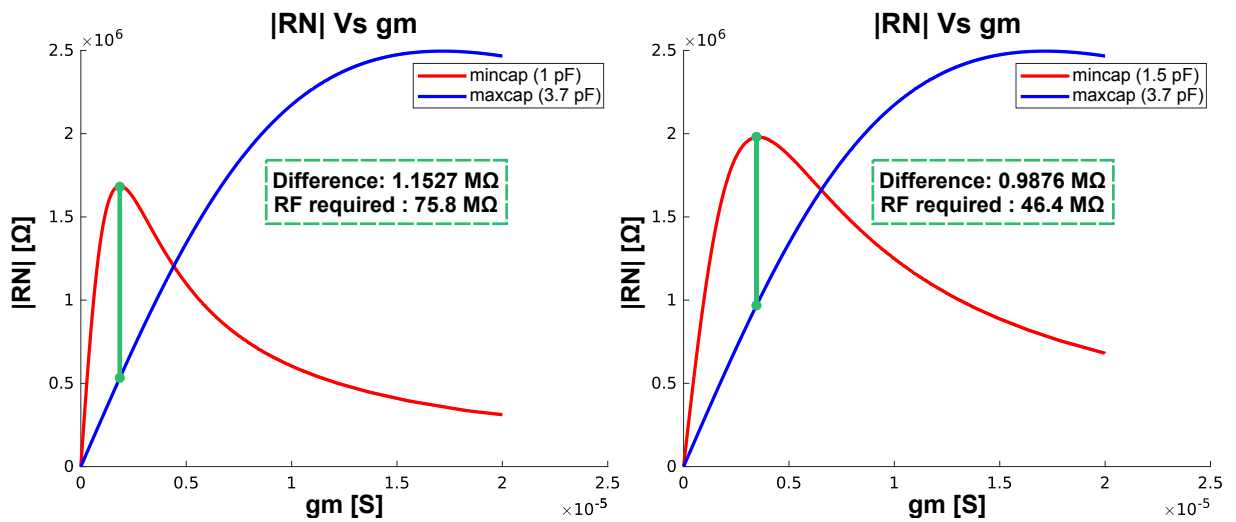 |RN| Vs gm
×10⁶
2.5
2
1.5
1
0.5
0
|RN| [Ω]
mincap (1 pF)
maxcap (3.7 pF)
Difference: 1.1527 MΩ
RF required : 75.8 MΩ
0 0.5 1 1.5 2 2.5
gm [S]
×10⁻⁵
|RN| Vs gm
×10⁶
2.5
2
1.5
1
0.5
0
|RN| [Ω]
mincap (1.5 pF)
maxcap (3.7 pF)
Difference: 0.9876 MΩ
RF required : 46.4 MΩ
0 0.5 1 1.5 2 2.5
gm [S]
×10⁻⁵